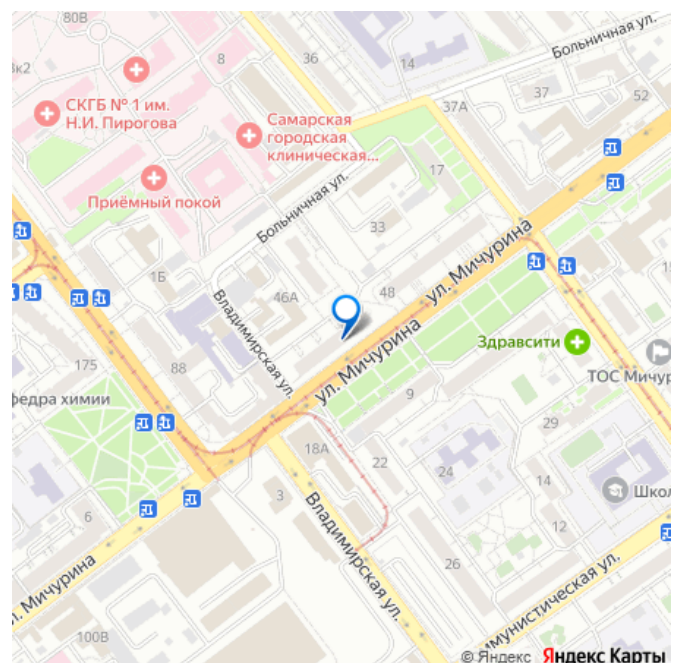 80В
36
14
Больничная ул.
8
3к2
37
52
37А
СКГБ № 1 им.
Н.И. Пирогова
Самарская
городская
клиническая...
17
Приёмный покой
Больничная ул.
33
ул. Мичурина
1Б
46А
48
15
Владимирская ул.
ул. Мичурина
Здравсити
ТОС Мичур
175
88
федра химии
9
29
18А
22
24
14
Школ
3
6
12
Владимирская ул.
26
л. Мичурина
ммунистическая ул.
100В
© Яндекс Яндекс Карты